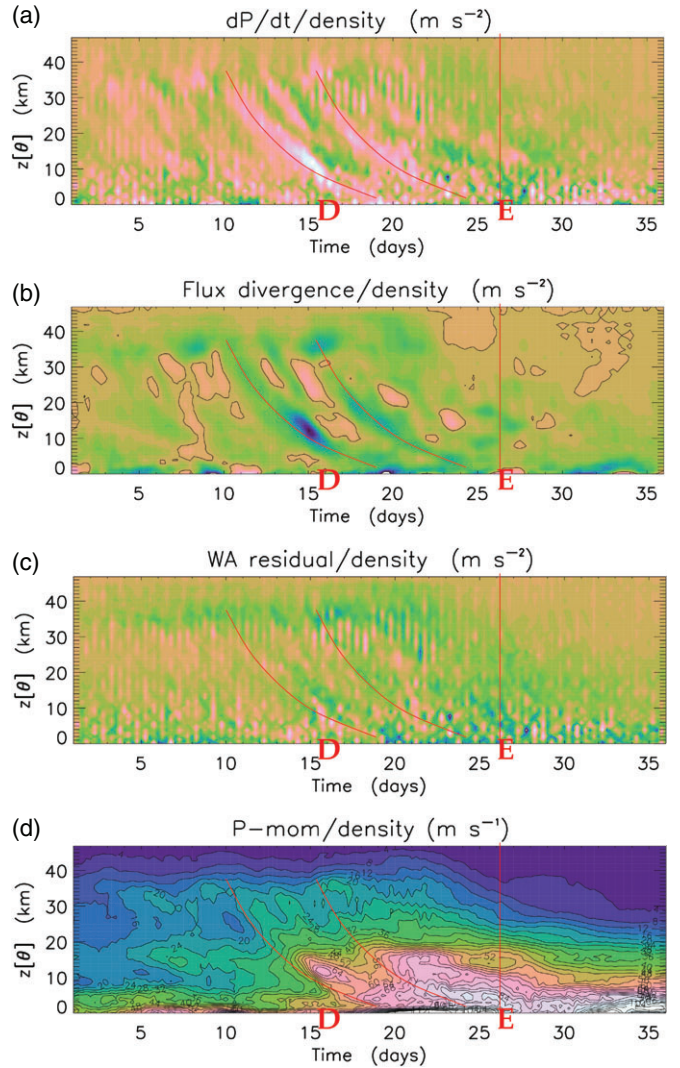 (a)
dP/dt/density (m s⁻²)
z[θ] (km)
40
30
20
10
0
5 10 15 20 25 30 35
D E
Time (days)
(b)
Flux divergence/density (m s⁻²)
z[θ] (km)
40
30
20
10
0
5 10 15 20 25 30 35
D E
Time (days)
(c)
WA residual/density (m s⁻²)
z[θ] (km)
40
30
20
10
0
5 10 15 20 25 30 35
D E
Time (days)
(d)
P-mom/density (m s⁻¹)
z[θ] (km)
40
30
20
10
0
5 10 15 20 25 30 35
D E
Time (days)